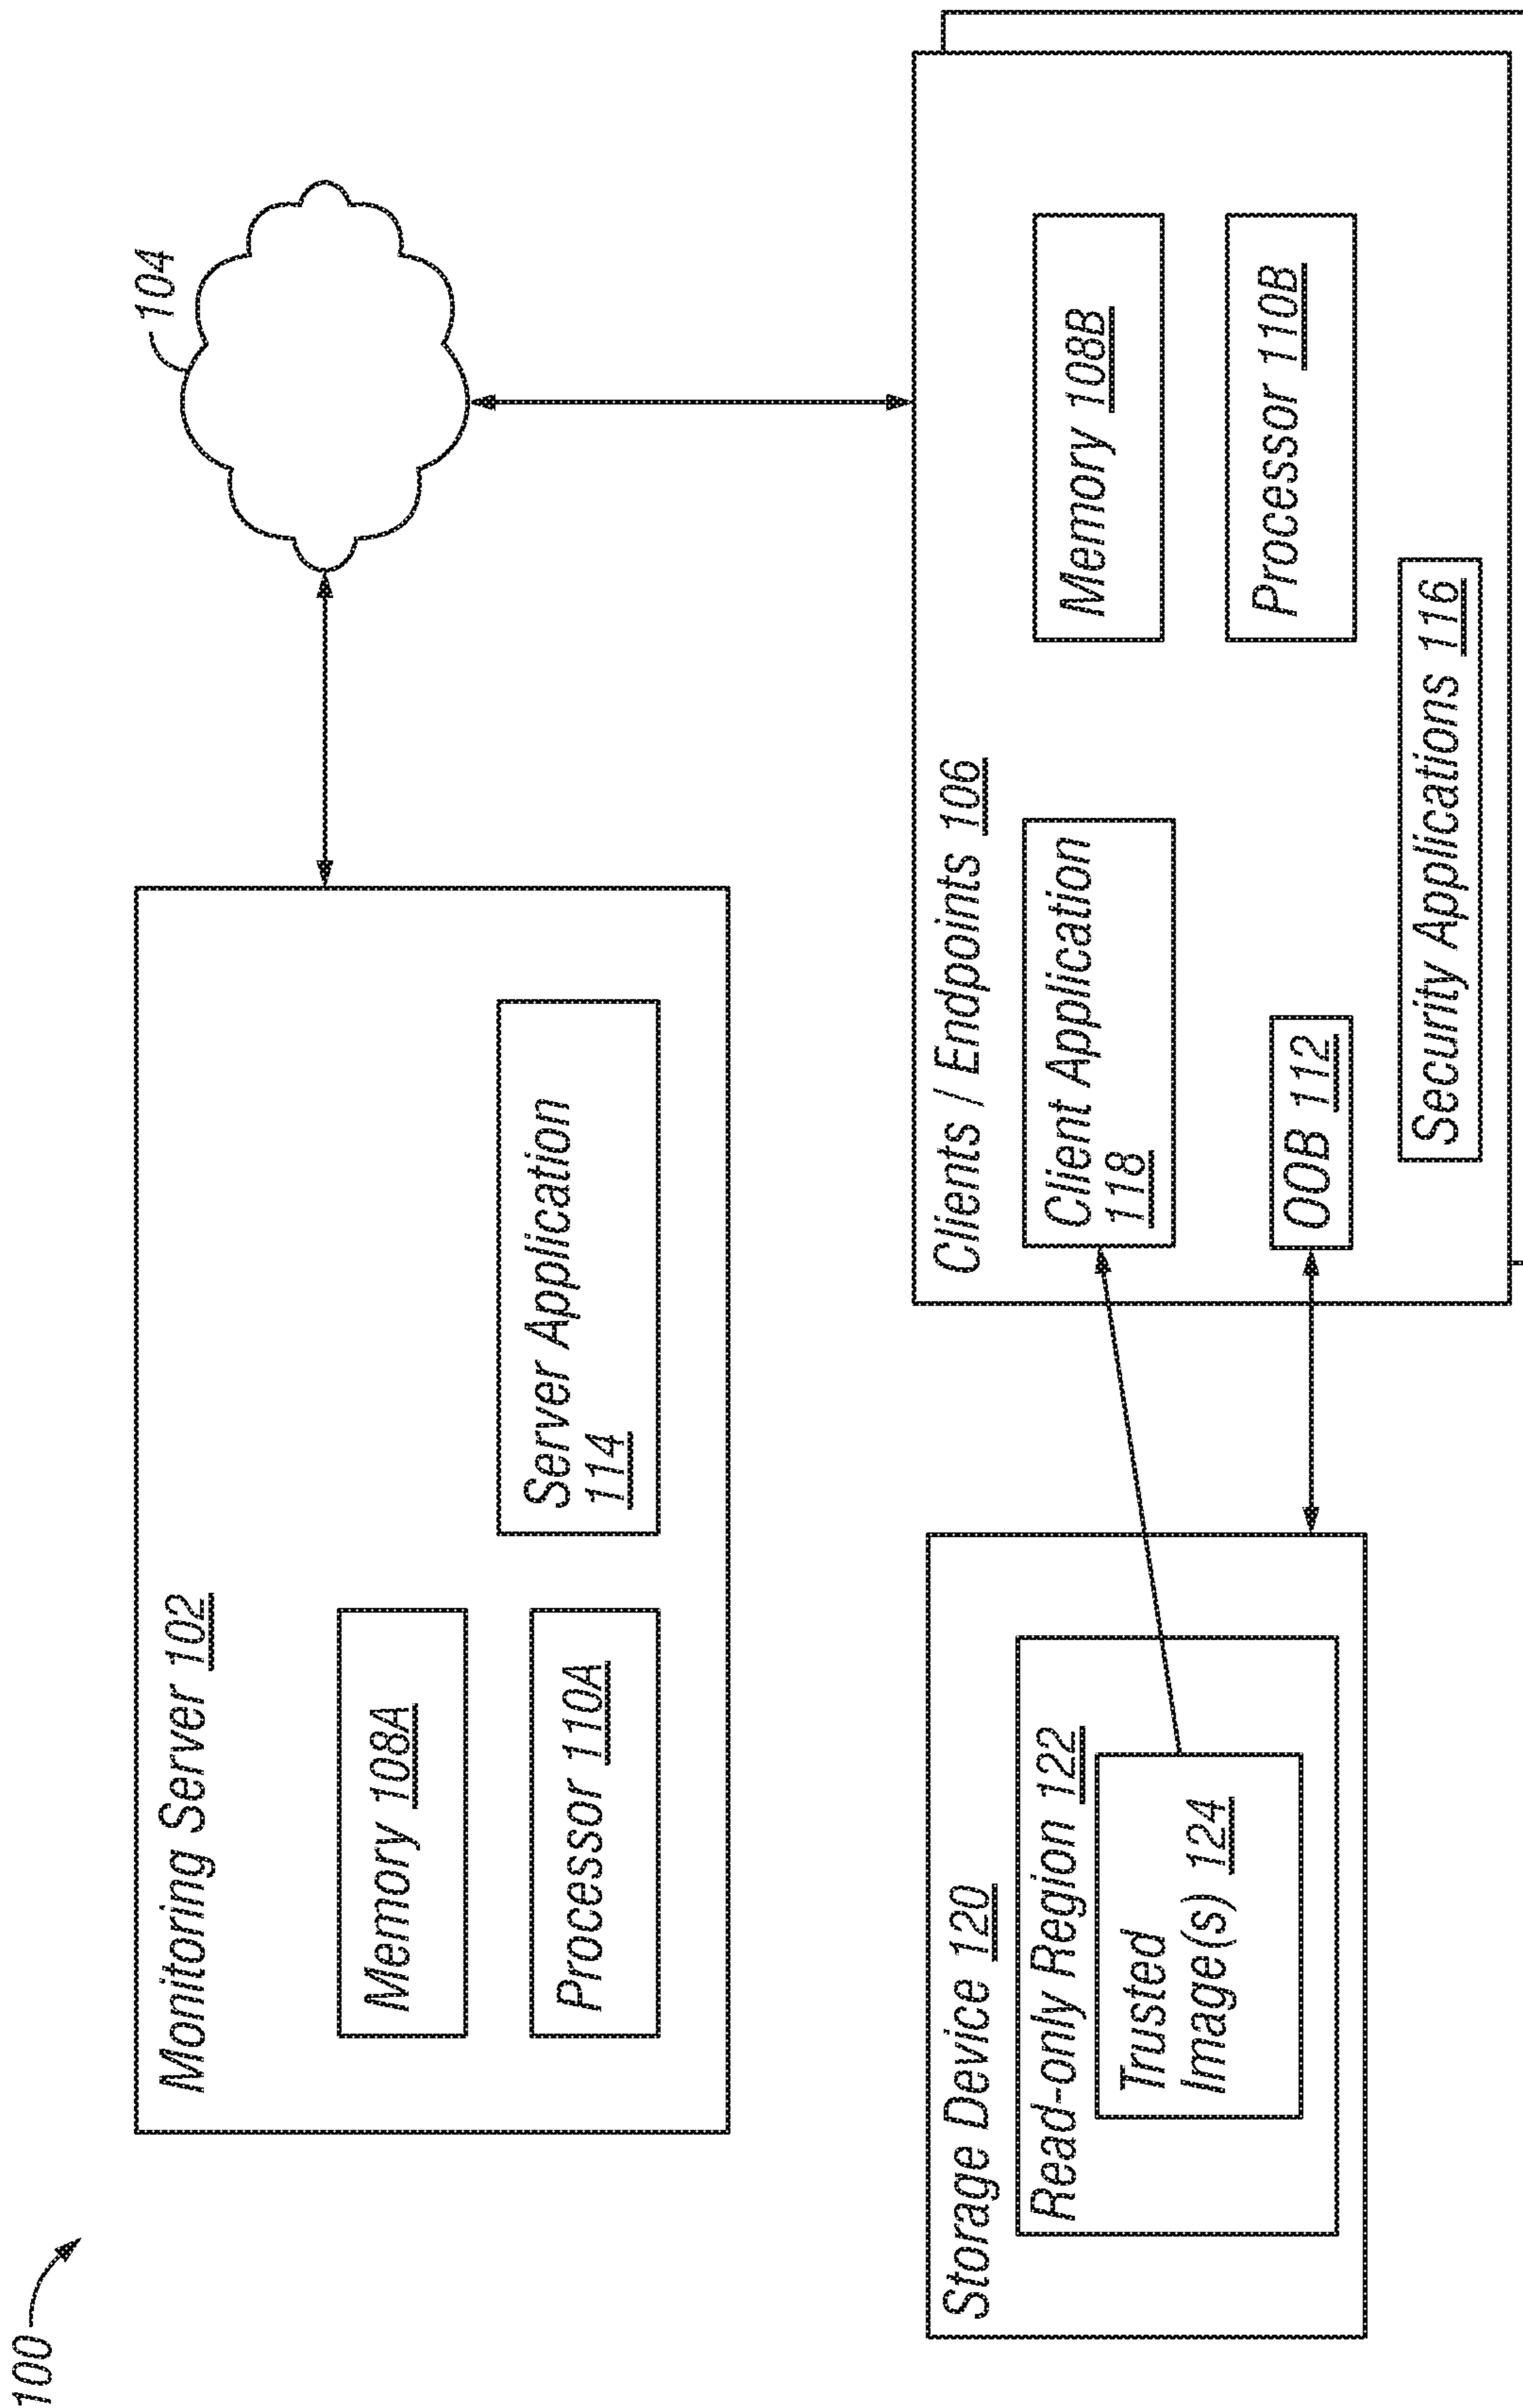 100
Monitoring Server 102
Memory 108A
Processor 110A
Server Application
114
104
Storage Device 120
Read-only Region 122
Trusted
Image(s) 124
Clients / Endpoints 106
Client Application
118
Memory 108B
OOB 112
Processor 110B
Security Applications 116